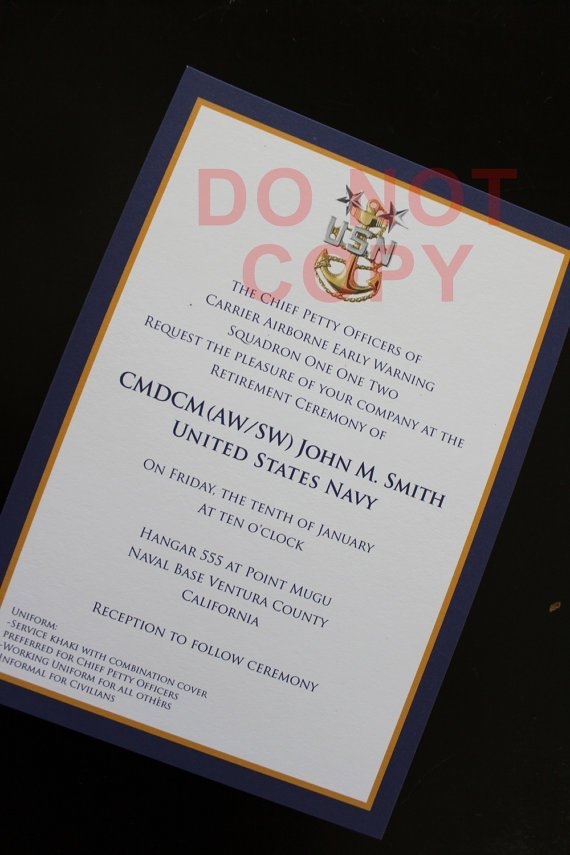 DO NOT
COPY
USN
The Chief Petty Officers of
Carrier Airborne Early Warning
Squadron One One Two
Request the pleasure of your company at the
Retirement Ceremony of
CMDCM (AW/SW) John M. Smith
United States Navy
On Friday, the tenth of January
at ten o'clock
Hangar 555 at Point Mugu
Naval Base Ventura County
California
Reception to follow ceremony
Uniform:
-Service khaki with combination cover
preferred for Chief Petty Officers
-Working Uniform for all others
Informal for Civilians